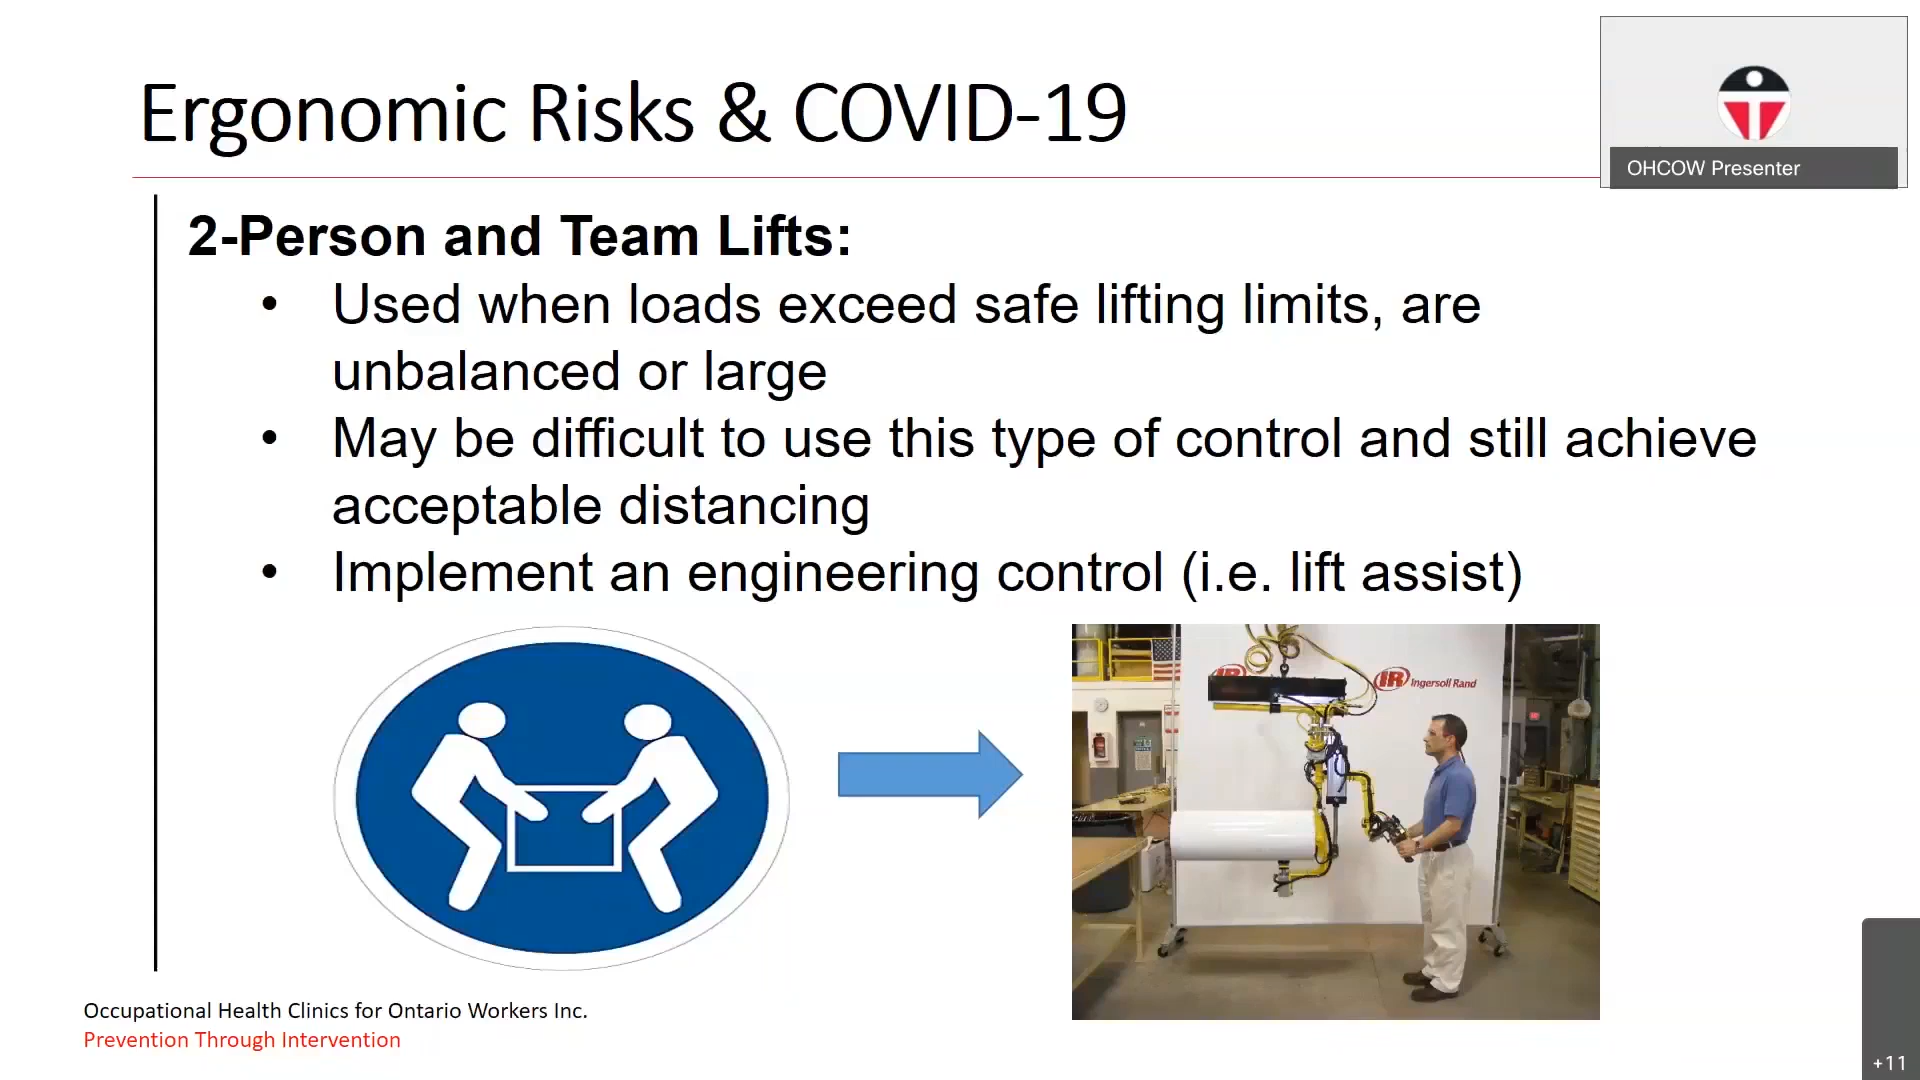 Ergonomic Risks & COVID-19
OHCOW Presenter
2-Person and Team Lifts:
• Used when loads exceed safe lifting limits, are
unbalanced or large
• May be difficult to use this type of control and still achieve
acceptable distancing
• Implement an engineering control (i.e. lift assist)
IR
IR Ingersoll Rand
Occupational Health Clinics for Ontario Workers Inc.
Prevention Through Intervention
+11